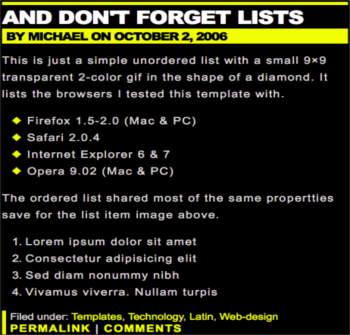 AND DON'T FORGET LISTS
BY MICHAEL ON OCTOBER 2, 2006
This is just a simple unordered list with a small 9×9
transparent 2-color gif in the shape of a diamond. It
lists the browsers I tested this template with.
Firefox 1.5-2.0 (Mac & PC)
Safari 2.0.4
Internet Explorer 6 & 7
Opera 9.02 (Mac & PC)
The ordered list shared most of the same propertties
save for the list item image above.
1. Lorem ipsum dolor sit amet
2. Consectetur adipisicing elit
3. Sed diam nonummy nibh
4. Vivamus viverra. Nullam turpis
Filed under: Templates, Technology, Latin, Web-design
PERMALINK | COMMENTS